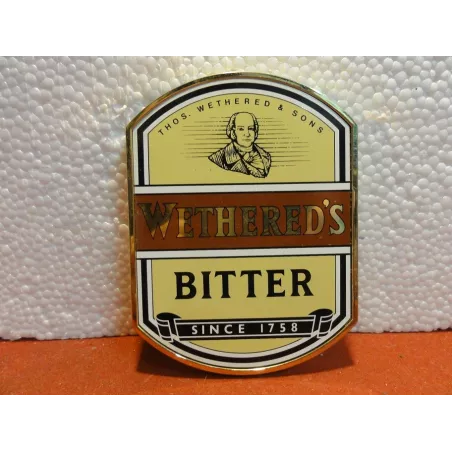 THOS. WETHERED & SONS
WETHERED'S
BITTER
SINCE 1758